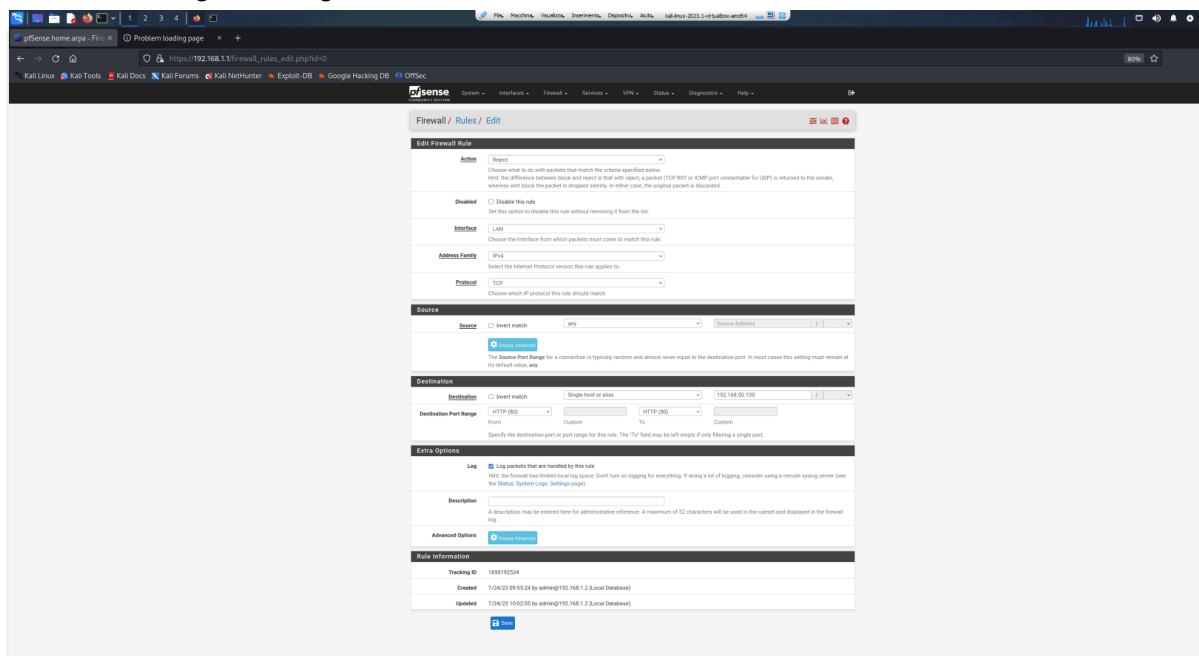 1 2 3 4
File, Macchina, Visualizza, Inserimento, Dispositivi, Aiuto, kali-linux-2023.1-virtualbox-amd64
pfSense.home.arpa - Fire × Problem loading page × +
https://192.168.1.1/firewall_rules_edit.php?id=0 80%
Kali Linux Kali Tools Kali Docs Kali Forums Kali NetHunter Exploit-DB Google Hacking DB OffSec
pfsense System Interfaces Firewall Services VPN Status Diagnostics Help
COMMUNITY EDITION
Firewall / Rules / Edit
Edit Firewall Rule
Action Reject
Choose what to do with packets that match the criteria specified below.
Hint: the difference between block and reject is that with reject, a packet (TCP RST or ICMP port unreachable for UDP) is returned to the sender,
whereas with block the packet is dropped silently. In either case, the original packet is discarded.
Disabled Disable this rule
Set this option to disable this rule without removing it from the list.
Interface LAN
Choose the interface from which packets must come to match this rule.
Address Family IPv4
Select the Internet Protocol version this rule applies to.
Protocol TCP
Choose which IP protocol this rule should match.
Source
Source Invert match any Source Address /
Display Advanced
The Source Port Range for a connection is typically random and almost never equal to the destination port. In most cases this setting must remain at
its default value, any.
Destination
Destination Invert match Single host or alias 192.168.50.100 /
Destination Port Range HTTP (80) HTTP (80)
From Custom To Custom
Specify the destination port or port range for this rule. The "To" field may be left empty if only filtering a single port.
Extra Options
Log Log packets that are handled by this rule
Hint: the firewall has limited local log space. Don't turn on logging for everything. If doing a lot of logging, consider using a remote syslog server (see
the Status: System Logs: Settings page).
Description
A description may be entered here for administrative reference. A maximum of 52 characters will be used in the ruleset and displayed in the firewall
log.
Advanced Options Display Advanced
Rule Information
Tracking ID 1690192524
Created 7/24/23 09:55:24 by admin@192.168.1.2 (Local Database)
Updated 7/24/23 10:02:05 by admin@192.168.1.2 (Local Database)
Save